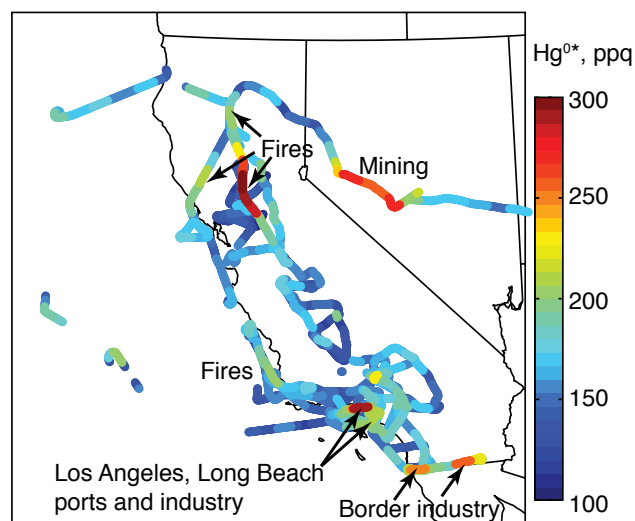 Hg⁰*, ppq
300
Fires
Mining
250
200
Fires
150
Los Angeles, Long Beach
ports and industry
Border industry
100